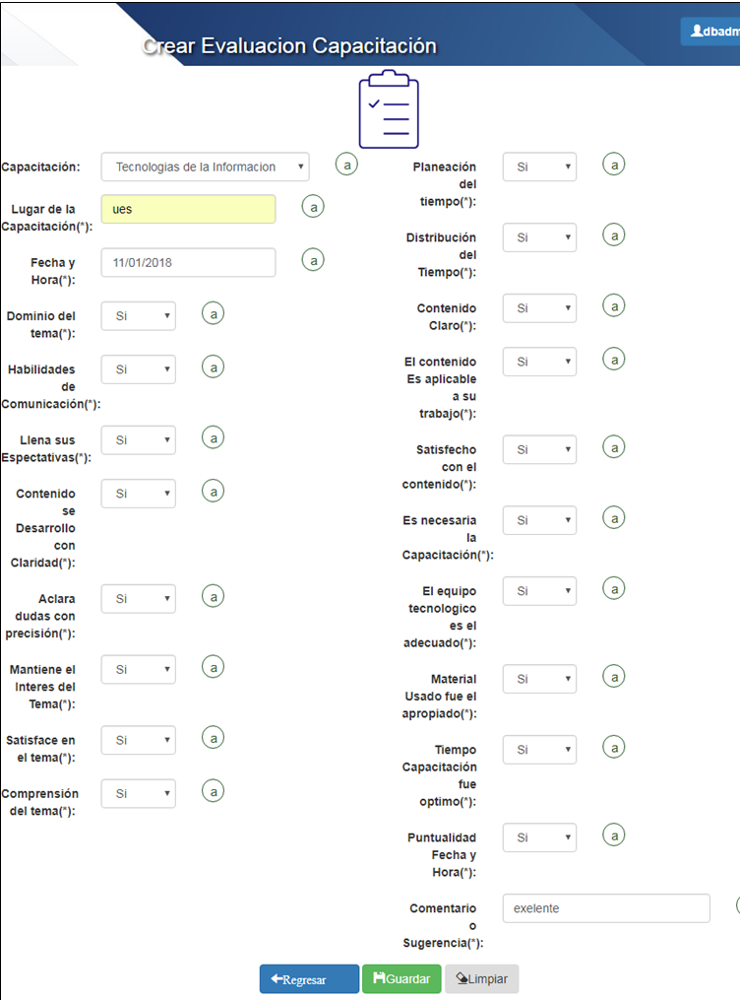 Crear Evaluacion Capacitación
dbadm
Capacitación:
Tecnologias de la Informacion
a
Lugar de la
Capacitación(*):
ues
a
Fecha y
Hora(*):
11/01/2018
a
Dominio del
tema(*):
Si
a
Habilidades
de
Comunicación(*):
Si
a
Llena sus
Espectativas(*):
Si
a
Contenido
se
Desarrollo
con
Claridad(*):
Si
a
Aclara
dudas con
precisión(*):
Si
a
Mantiene el
Interes del
Tema(*):
Si
a
Satisface en
el tema(*):
Si
a
Comprensión
del tema(*):
Si
a
Planeación
del
tiempo(*):
Si
a
Distribución
del
Tiempo(*):
Si
a
Contenido
Claro(*):
Si
a
El contenido
Es aplicable
a su
trabajo(*):
Si
a
Satisfecho
con el
contenido(*):
Si
a
Es necesaria
la
Capacitación(*):
Si
a
El equipo
tecnologico
es el
adecuado(*):
Si
a
Material
Usado fue el
apropiado(*):
Si
a
Tiempo
Capacitación
fue
optimo(*):
Si
a
Puntualidad
Fecha y
Hora(*):
Si
a
Comentario
o
Sugerencia(*):
exelente
Regresar
Guardar
Limpiar